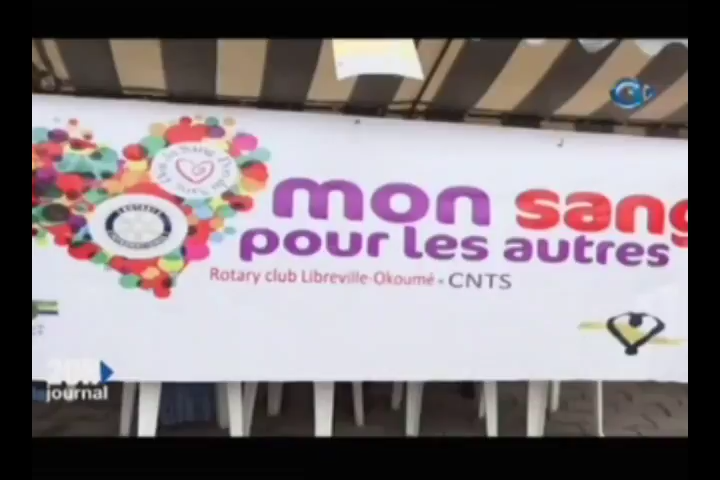 mon sang
pour les autres
Rotary club Libreville-Okoumé - CNTS
20H
journal